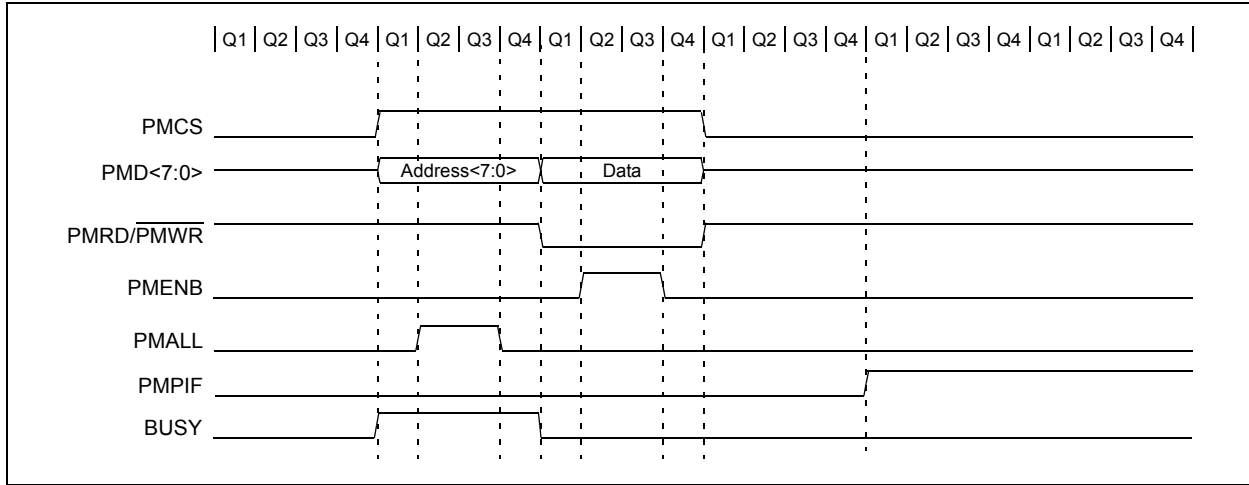 Q1 Q2 Q3 Q4 Q1 Q2 Q3 Q4 Q1 Q2 Q3 Q4 Q1 Q2 Q3 Q4 Q1 Q2 Q3 Q4 Q1 Q2 Q3 Q4
PMCS
PMD<7:0> Address<7:0> Data
PMRD/PMWR
PMENB
PMALL
PMPIF
BUSY